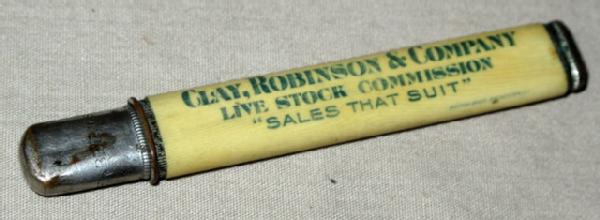 CLAY, ROBINSON & COMPANY
LIVE STOCK COMMISSION
"SALES THAT SUIT"